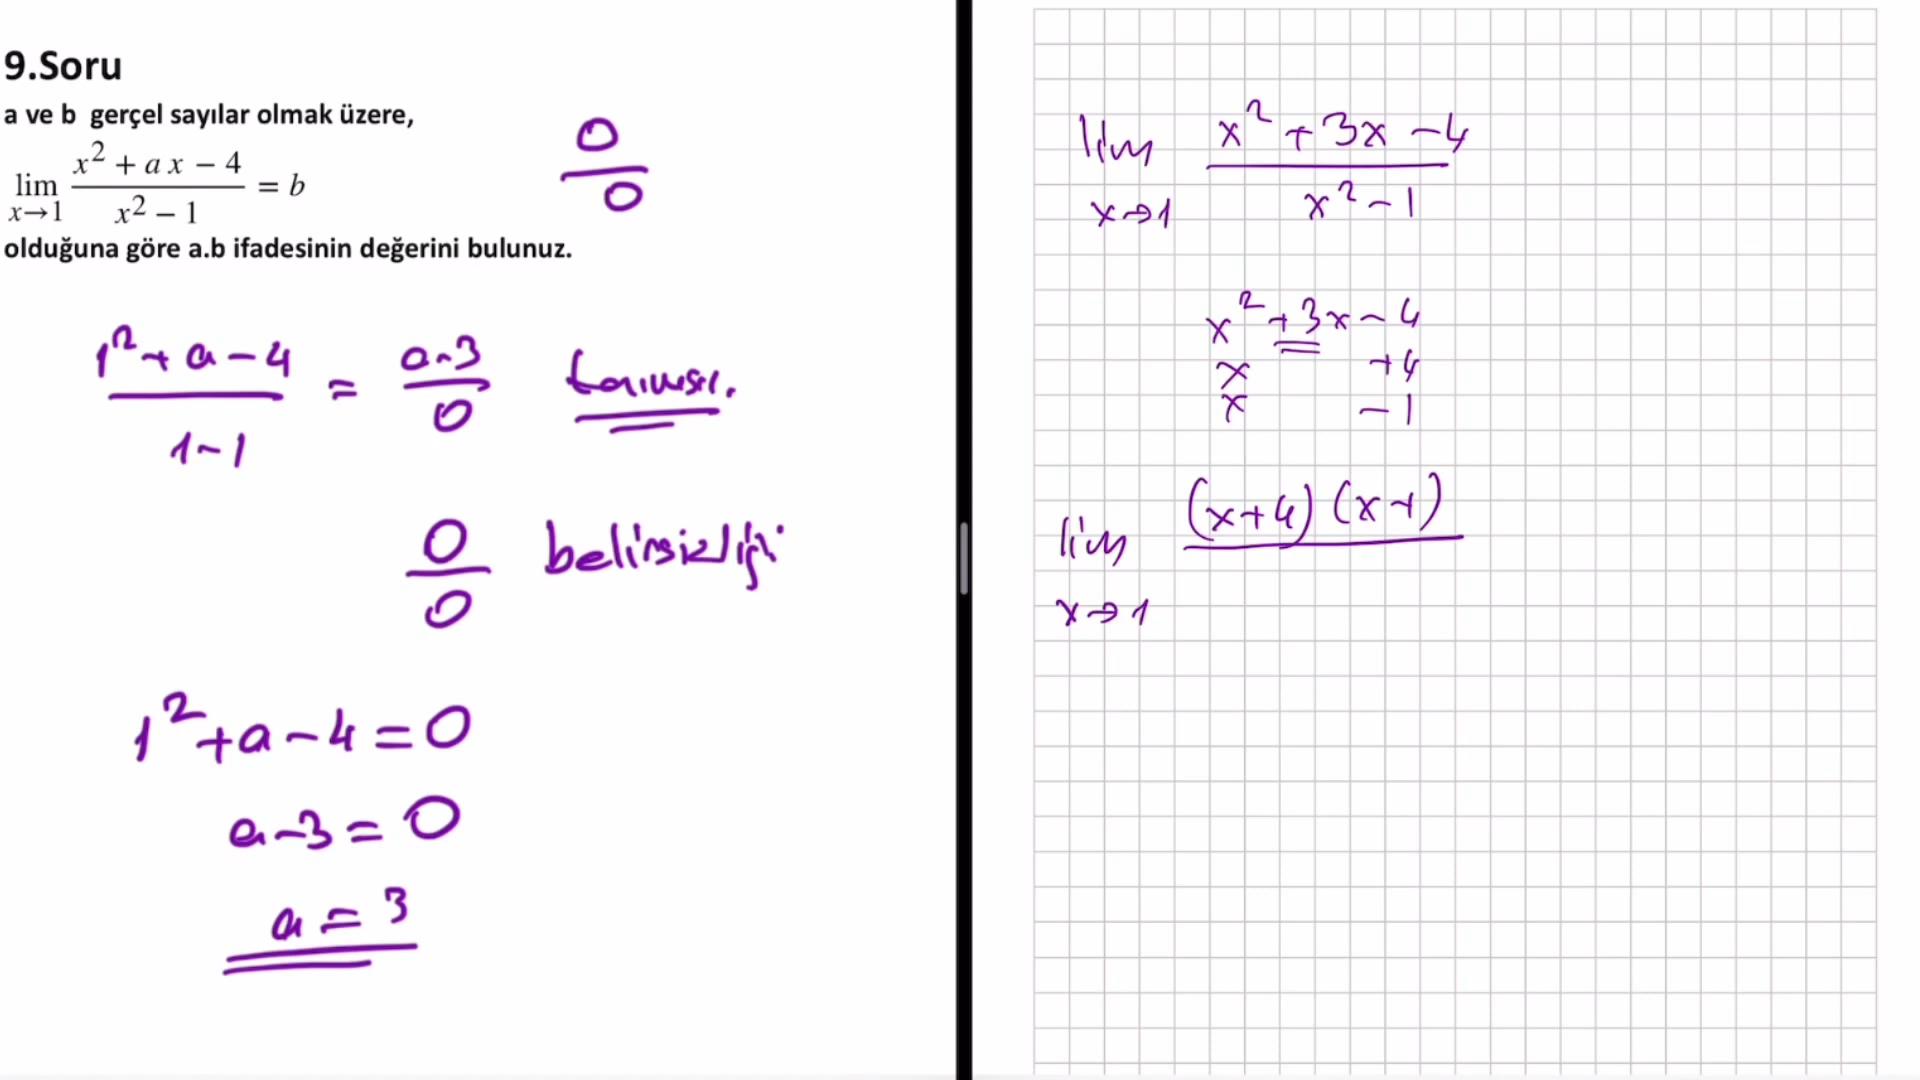 9.Soru
a ve b gerçel sayılar olmak üzere,
lim x→1 (x² + a x − 4)/(x² − 1) = b
olduğuna göre a.b ifadesinin değerini bulunuz.
0/0
(1² + a − 4)/(1 − 1) = (a − 3)/0 tanımsız.
0/0 belirsizliği
1² + a − 4 = 0
a − 3 = 0
a = 3
lim x→1 (x² + 3x − 4)/(x² − 1)
x² + 3x − 4
x +4
x −1
lim x→1 (x+4) (x−1)